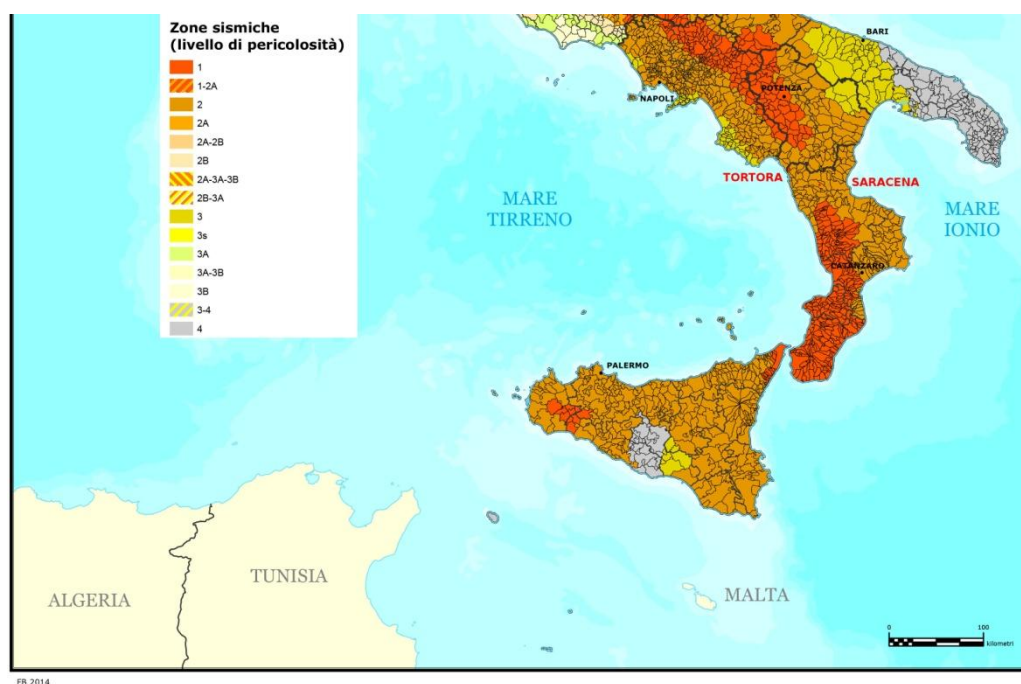 Zone sismiche
(livello di pericolosità)
1
1-2A
2
2A
2A-2B
2B
2A-3A-3B
2B-3A
3
3s
3A
3A-3B
3B
3-4
4
BARI
NAPOLI
POTENZA
TORTORA
SARACENA
MARE
TIRRENO
MARE
IONIO
CATANZARO
PALERMO
ALGERIA
TUNISIA
MALTA
0
100
kilometri
FB 2014